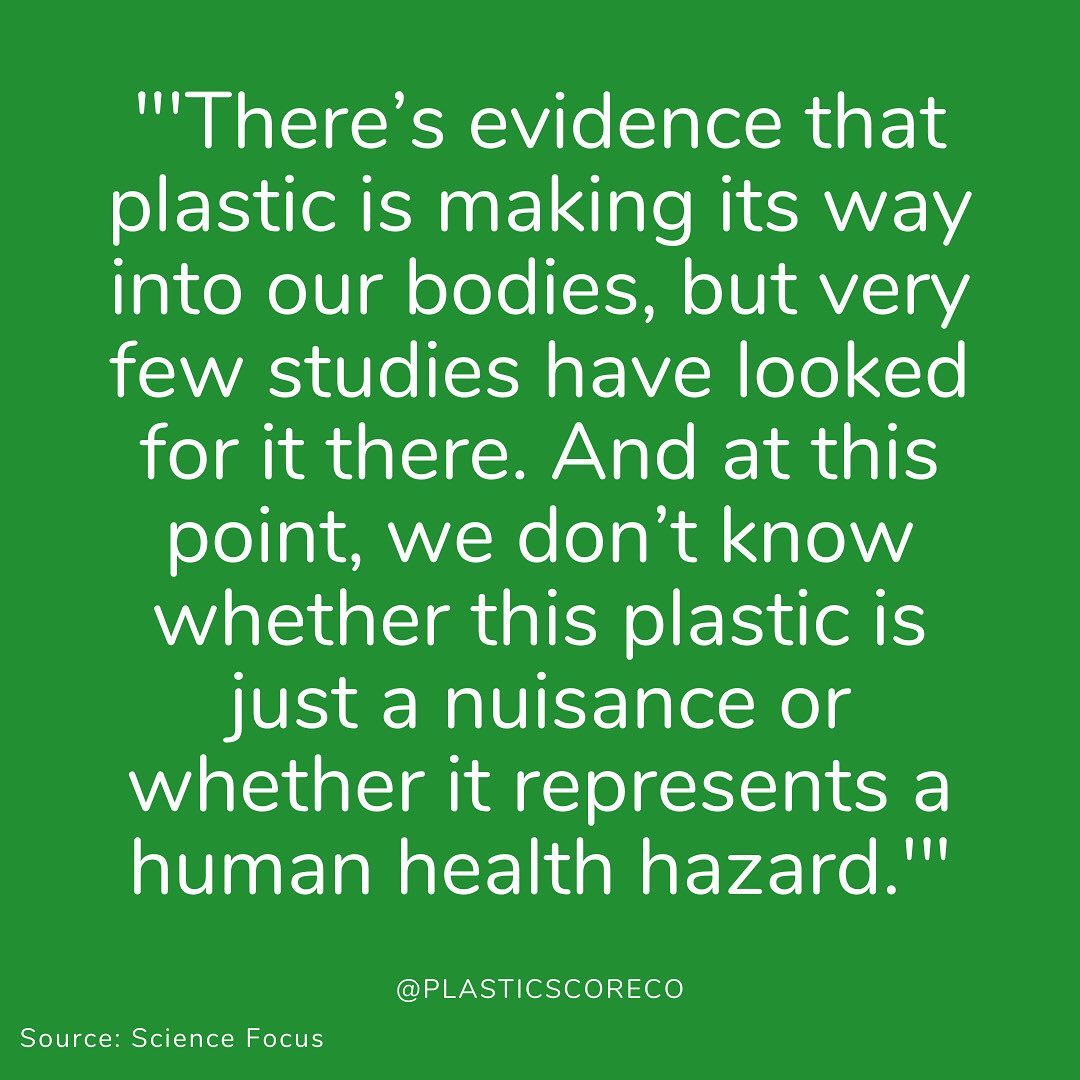 "'There’s evidence that
plastic is making its way
into our bodies, but very
few studies have looked
for it there. And at this
point, we don’t know
whether this plastic is
just a nuisance or
whether it represents a
human health hazard.'"
@PLASTICSCORECO
Source: Science Focus